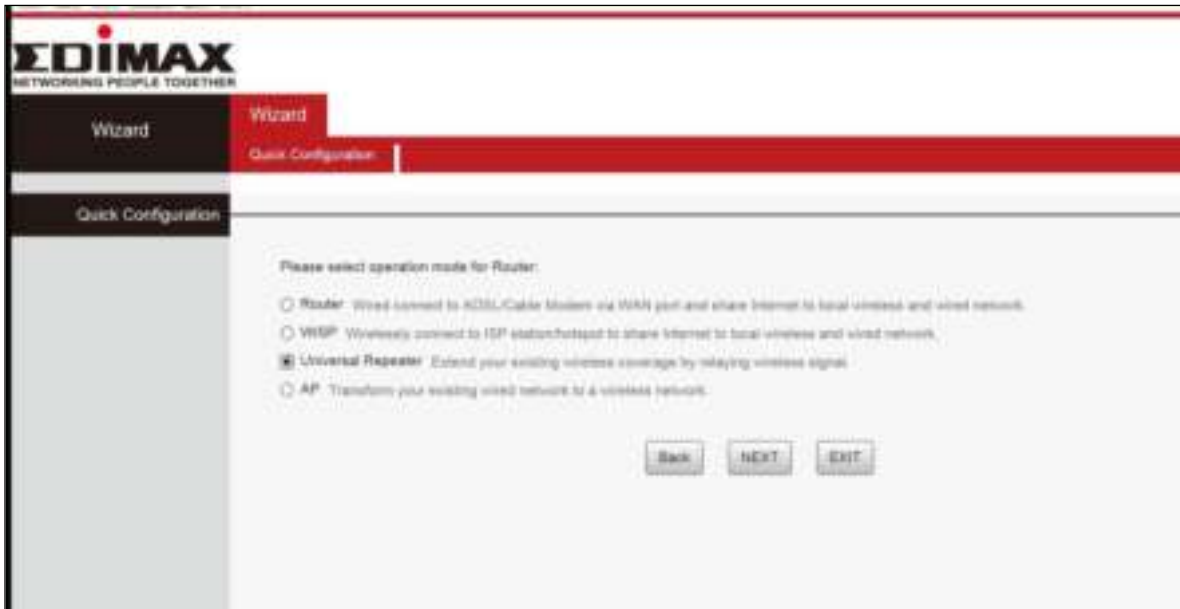 EDIMAX
NETWORKING PEOPLE TOGETHER
Wizard
Wizard
Quick Configuration
Quick Configuration
Please select operation mode for Router:
Router Wired connect to ADSL/Cable Modem via WAN port and share Internet to local wireless and wired network.
WISP Wirelessly connect to ISP station/hotspot to share Internet to local wireless and wired network.
Universal Repeater Extend your existing wireless coverage by relaying wireless signal.
AP Transform your existing wired network to a wireless network.
Back NEXT EXIT